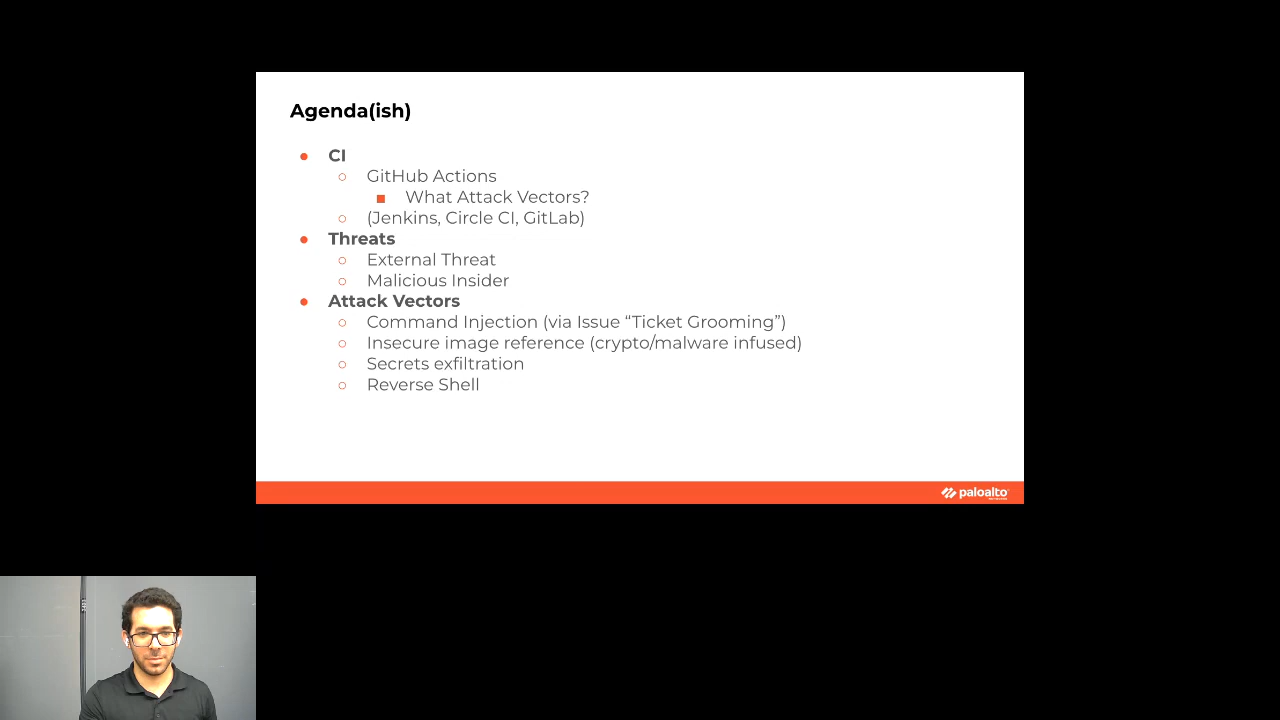 Agenda(ish)
CI
GitHub Actions
What Attack Vectors?
(Jenkins, Circle CI, GitLab)
Threats
External Threat
Malicious Insider
Attack Vectors
Command Injection (via Issue “Ticket Grooming”)
Insecure image reference (crypto/malware infused)
Secrets exfiltration
Reverse Shell
paloalto